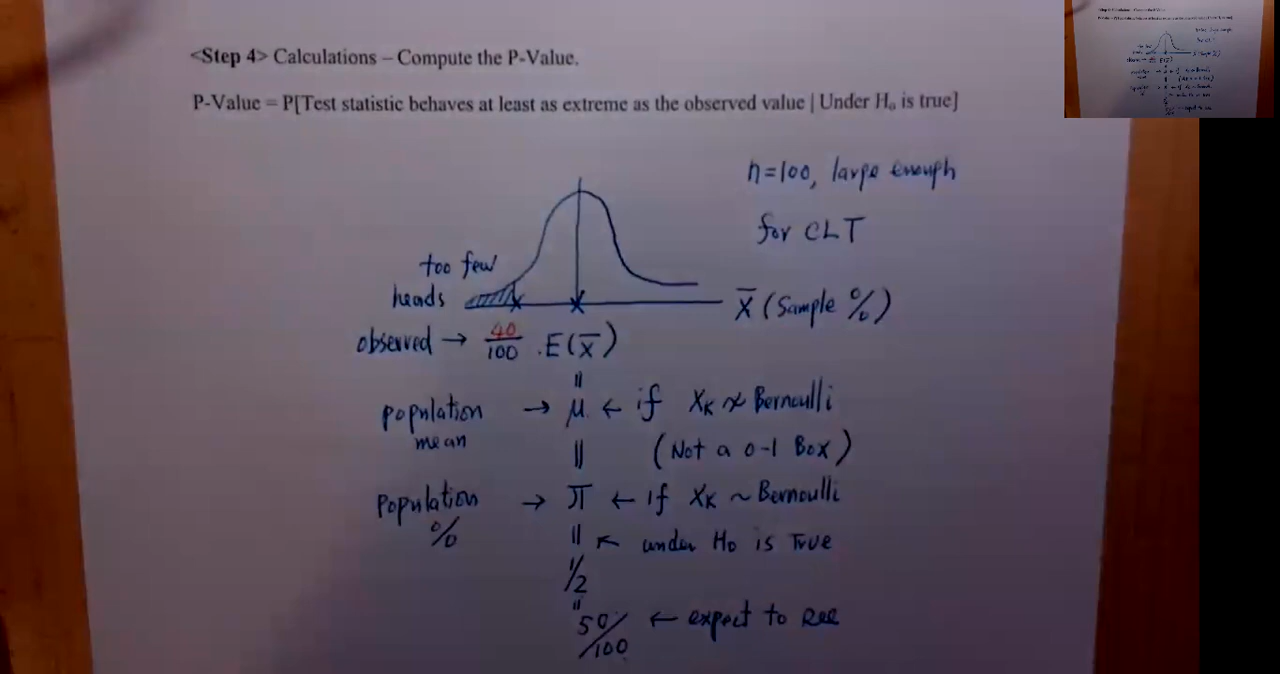 <Step 4> Calculations – Compute the P-Value.
P-Value = P[Test statistic behaves at least as extreme as the observed value | Under H₀ is true]
n=100, large enough
for CLT
too few
heads
X̄ (Sample %)
observed → 40/100 . E(X̄)
=
population mean → μ ← if X_K ≁ Bernoulli
= (Not a 0-1 Box)
Population % → π ← if X_K ~ Bernoulli
= ↖ under H₀ is True
1/2
=
50/100 ← expect to see